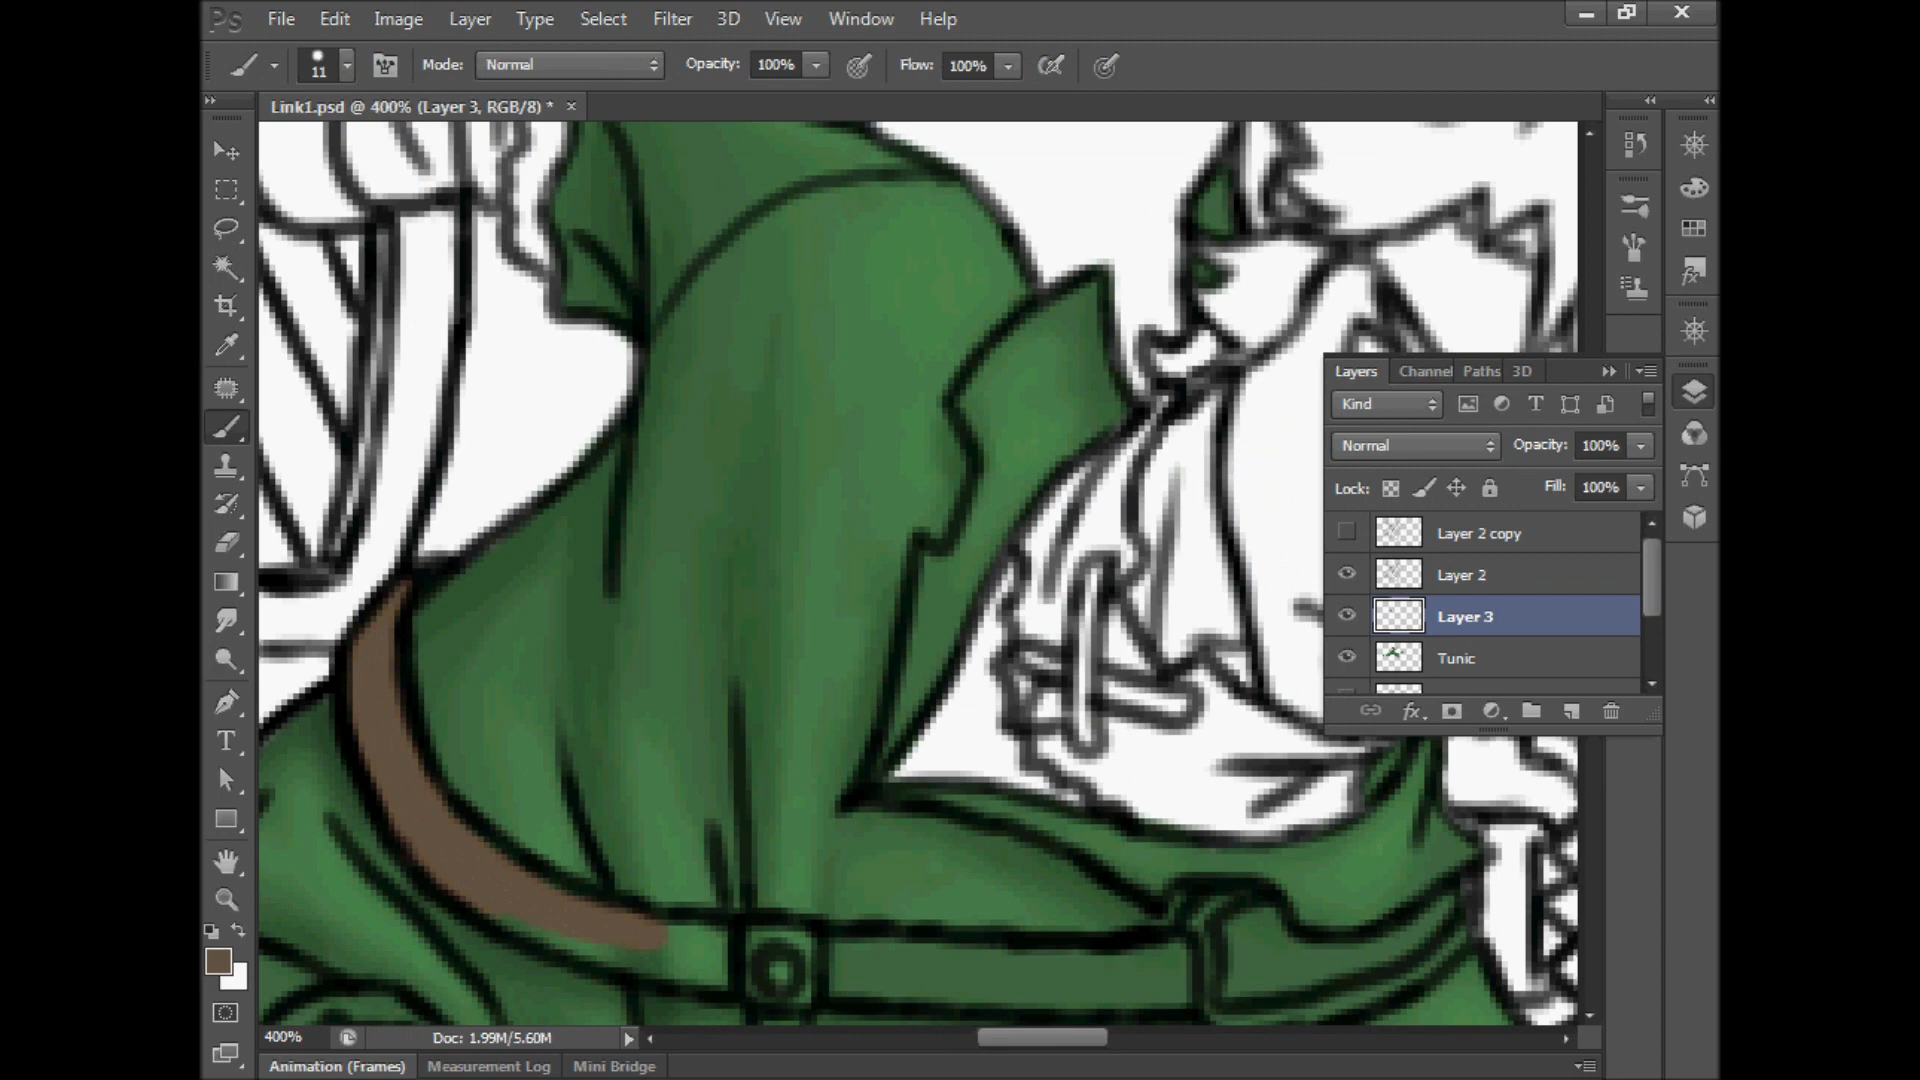 Ps File Edit Image Layer Type Select Filter 3D View Window Help
11 Mode: Normal Opacity: 100% Flow: 100%
Link1.psd @ 400% (Layer 3, RGB/8) * ×
Layers Channel Paths 3D
Kind
Normal Opacity: 100%
Lock: Fill: 100%
Layer 2 copy
Layer 2
Layer 3
Tunic
fx
400% Doc: 1.99M/5.60M
Animation (Frames) Measurement Log Mini Bridge